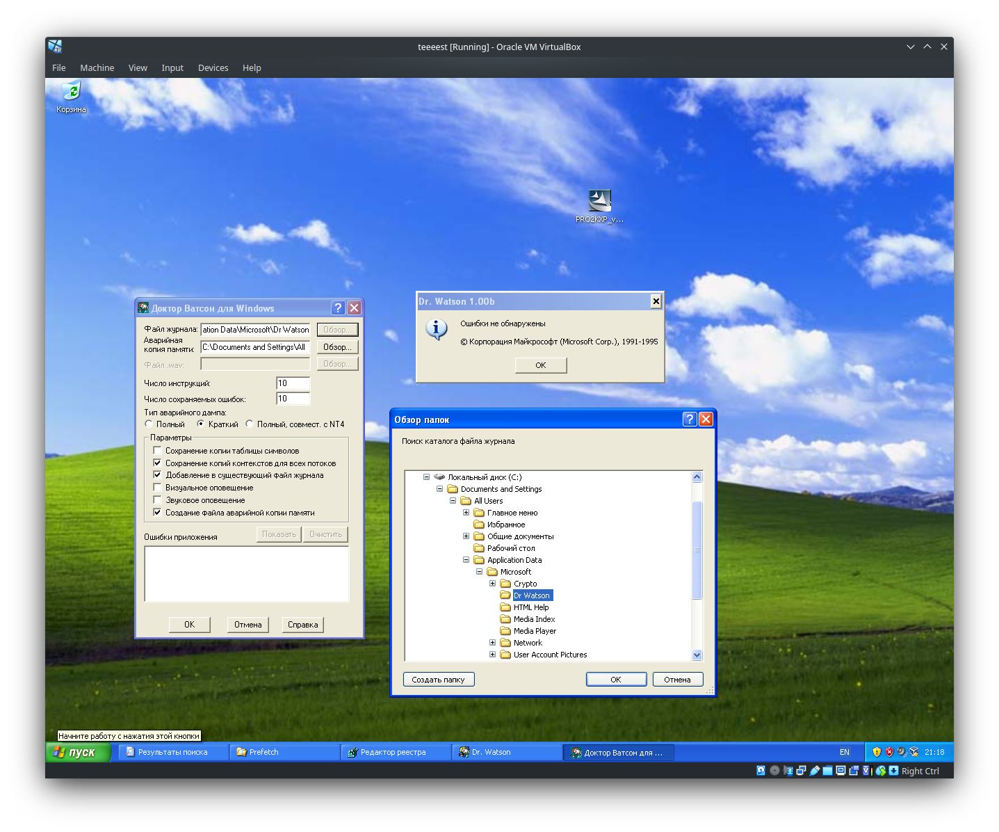 teeeest [Running] - Oracle VM VirtualBox
File Machine View Input Devices Help
Корзина
PRO2KXP_v...
Доктор Ватсон для Windows
Файл журнала: ation Data\Microsoft\Dr Watson Обзор...
Аварийная
копия памяти: C:\Documents and Settings\All Обзор...
Файл .wav: Обзор...
Число инструкций: 10
Число сохраняемых ошибок: 10
Тип аварийного дампа:
Полный Краткий Полный, совмест. с NT4
Параметры
Сохранение копии таблицы символов
Сохранение копий контекстов для всех потоков
Добавление в существующий файл журнала
Визуальное оповещение
Звуковое оповещение
Создание файла аварийной копии памяти
Ошибки приложения Показать Очистить
OK Отмена Справка
Dr. Watson 1.00b
Ошибки не обнаружены
© Корпорация Майкрософт (Microsoft Corp.), 1991-1995
OK
Обзор папок
Поиск каталога файла журнала
Локальный диск (C:)
Documents and Settings
All Users
Главное меню
Избранное
Общие документы
Рабочий стол
Application Data
Microsoft
Crypto
Dr Watson
HTML Help
Media Index
Media Player
Network
User Account Pictures
Создать папку OK Отмена
Начните работу с нажатия этой кнопки
пуск Результаты поиска Prefetch Редактор реестра Dr. Watson Доктор Ватсон для ... EN 21:18
Right Ctrl